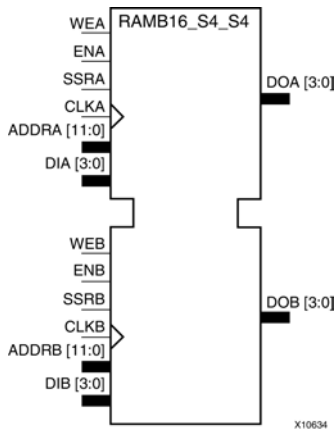 WEA
RAMB16_S4_S4
ENA
SSRA
DOA [3:0]
CLKA
ADDRA [11:0]
DIA [3:0]
WEB
ENB
SSRB
DOB [3:0]
CLKB
ADDRB [11:0]
DIB [3:0]
X10634